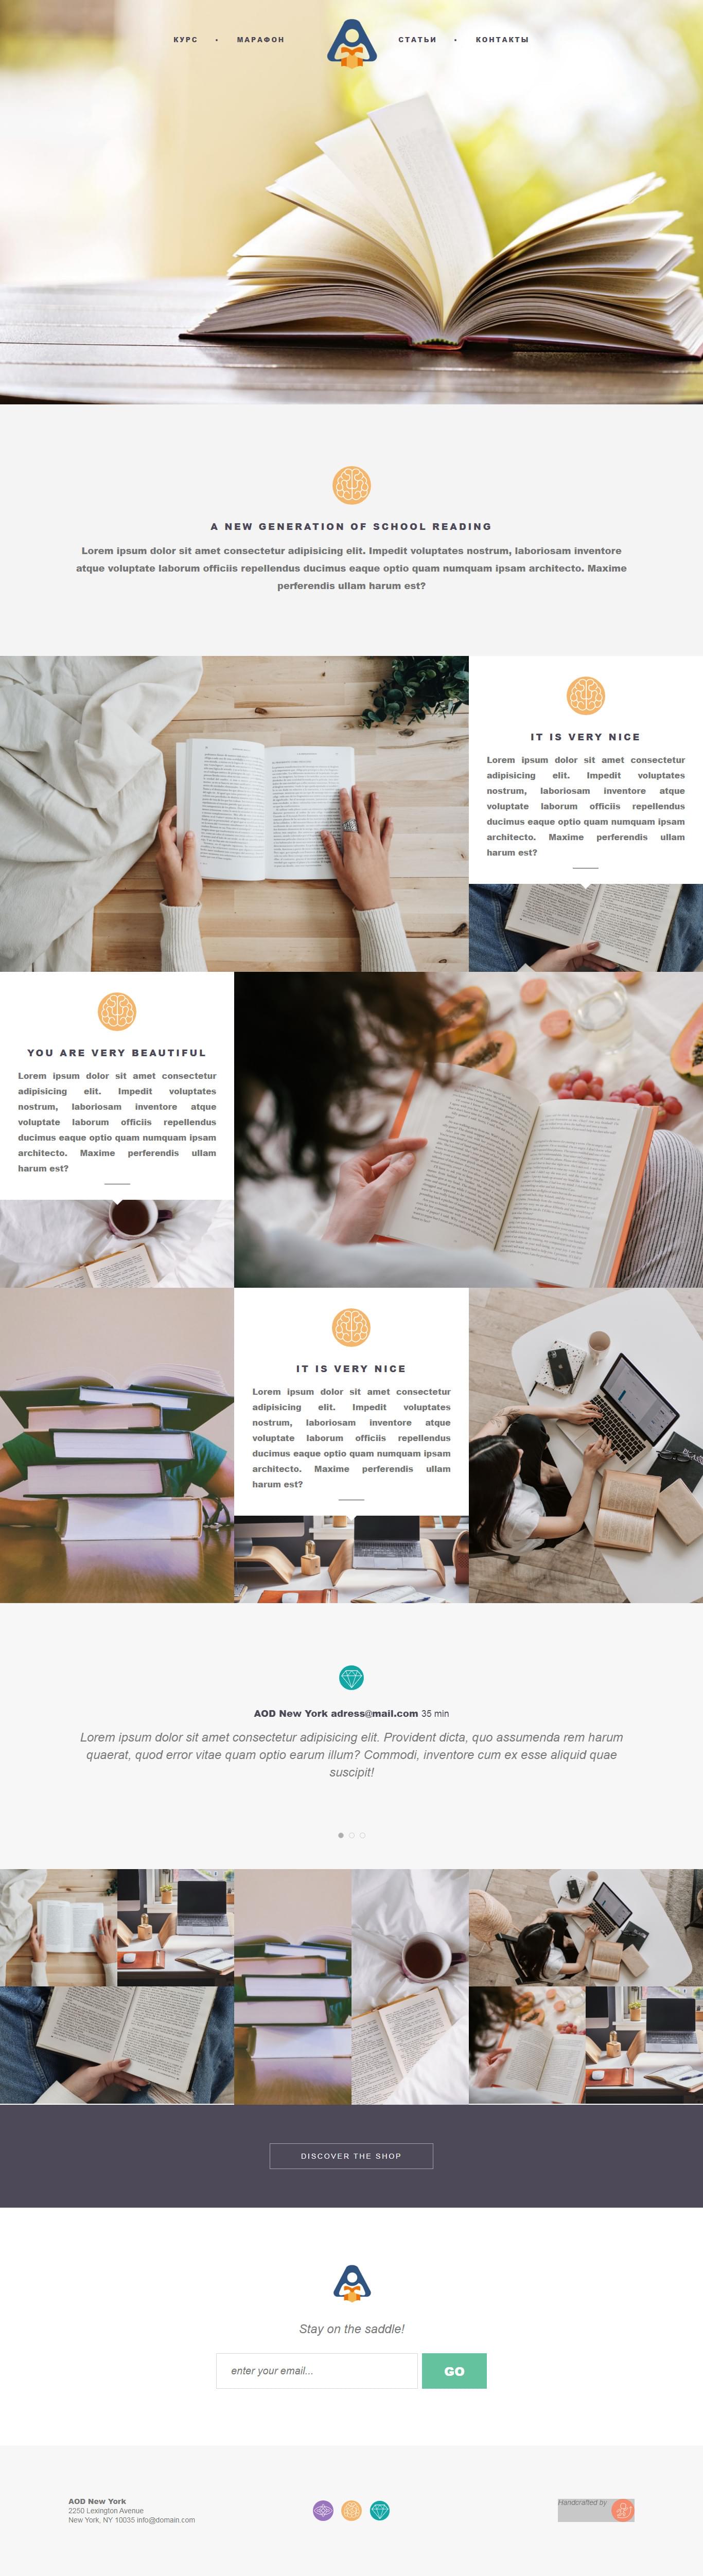 КУРС • МАРАФОН СТАТЬИ • КОНТАКТЫ
A NEW GENERATION OF SCHOOL READING
Lorem ipsum dolor sit amet consectetur adipisicing elit. Impedit voluptates nostrum, laboriosam inventore
atque voluptate laborum officiis repellendus ducimus eaque optio quam numquam ipsam architecto. Maxime
perferendis ullam harum est?
IT IS VERY NICE
Lorem ipsum dolor sit amet consectetur
adipisicing elit. Impedit voluptates
nostrum, laboriosam inventore atque
voluptate laborum officiis repellendus
ducimus eaque optio quam numquam ipsam
architecto. Maxime perferendis ullam
harum est?
YOU ARE VERY BEAUTIFUL
Lorem ipsum dolor sit amet consectetur
adipisicing elit. Impedit voluptates
nostrum, laboriosam inventore atque
voluptate laborum officiis repellendus
ducimus eaque optio quam numquam ipsam
architecto. Maxime perferendis ullam
harum est?
IT IS VERY NICE
Lorem ipsum dolor sit amet consectetur
adipisicing elit. Impedit voluptates
nostrum, laboriosam inventore atque
voluptate laborum officiis repellendus
ducimus eaque optio quam numquam ipsam
architecto. Maxime perferendis ullam
harum est?
AOD New York adress@mail.com 35 min
Lorem ipsum dolor sit amet consectetur adipisicing elit. Provident dicta, quo assumenda rem harum
quaerat, quod error vitae quam optio earum illum? Commodi, inventore cum ex esse aliquid quae
suscipit!
DISCOVER THE SHOP
Stay on the saddle!
enter your email...
GO
AOD New York
2250 Lexington Avenue
New York, NY 10035 info@domain.com
Handcrafted by